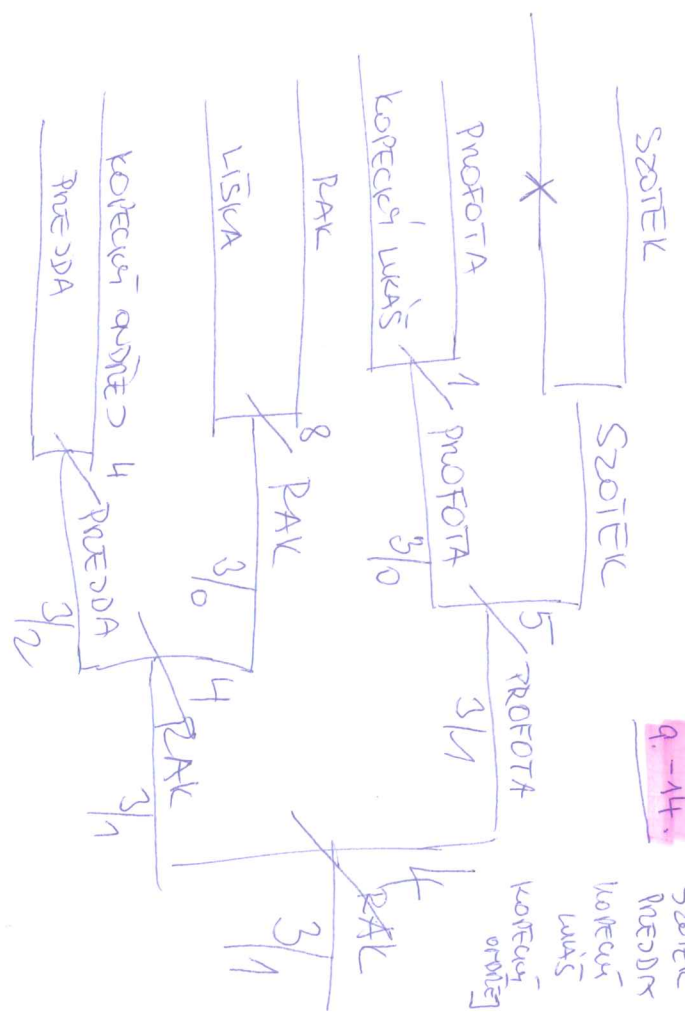 SZOTEK
X
PROFOTA
KOPECKÝ LUKÁŠ
RAK
LIŠKA
KOPECKÝ ONDŘEJ
PREJDA
SZOTEK
1
PROFOTA
3/0
8
RAK
3/0
4
PREJDA
3/2
5
PROFOTA
3/1
4
RAK
3/1
4
RAK
3/1
9.-14.
SZOTEK
PREJDA
KOPECKÝ
LUKÁŠ
KOPECKÝ
ONDŘEJ